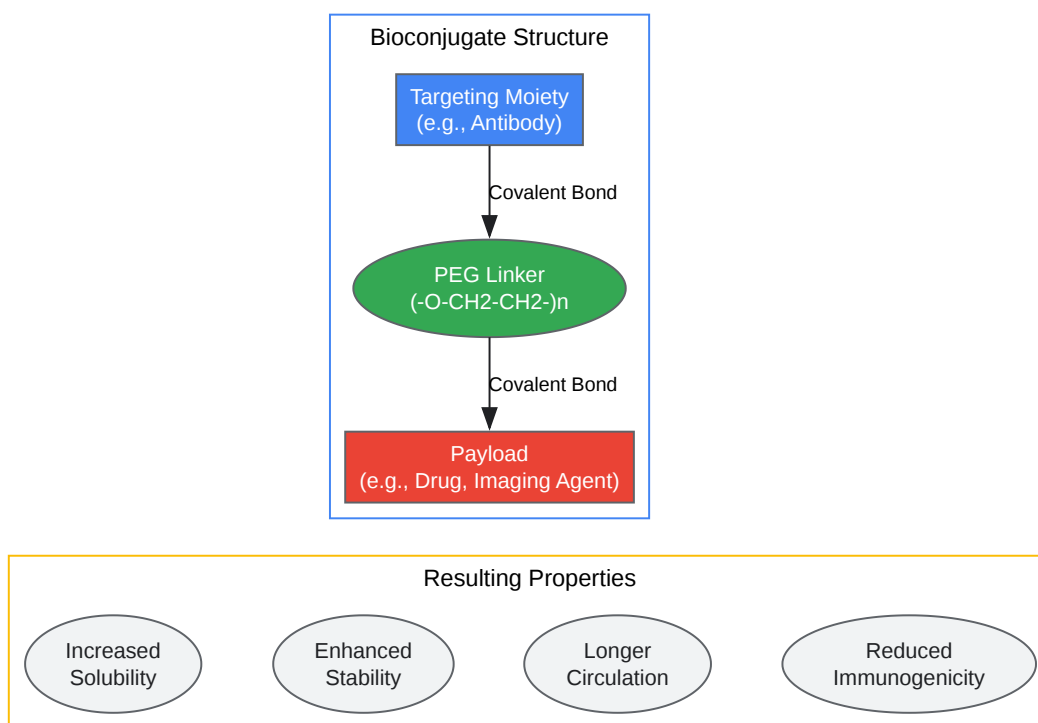 Bioconjugate Structure
Targeting Moiety
(e.g., Antibody)
Covalent Bond
PEG Linker
(-O-CH2-CH2-)n
Covalent Bond
Payload
(e.g., Drug, Imaging Agent)
Resulting Properties
Increased
Solubility
Enhanced
Stability
Longer
Circulation
Reduced
Immunogenicity